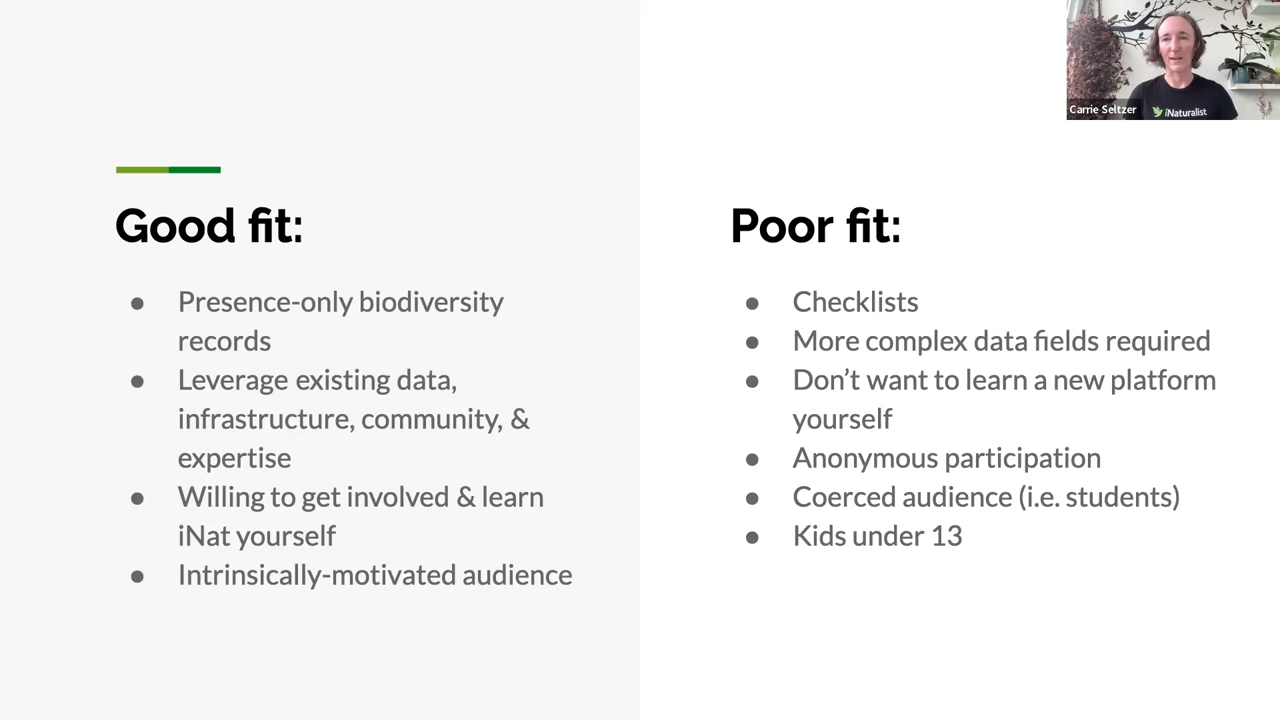 Good fit:
● Presence-only biodiversity
records
● Leverage existing data,
infrastructure, community, &
expertise
● Willing to get involved & learn
iNat yourself
● Intrinsically-motivated audience
Poor fit:
● Checklists
● More complex data fields required
● Don’t want to learn a new platform
yourself
● Anonymous participation
● Coerced audience (i.e. students)
● Kids under 13
Carrie Seltzer
iNaturalist